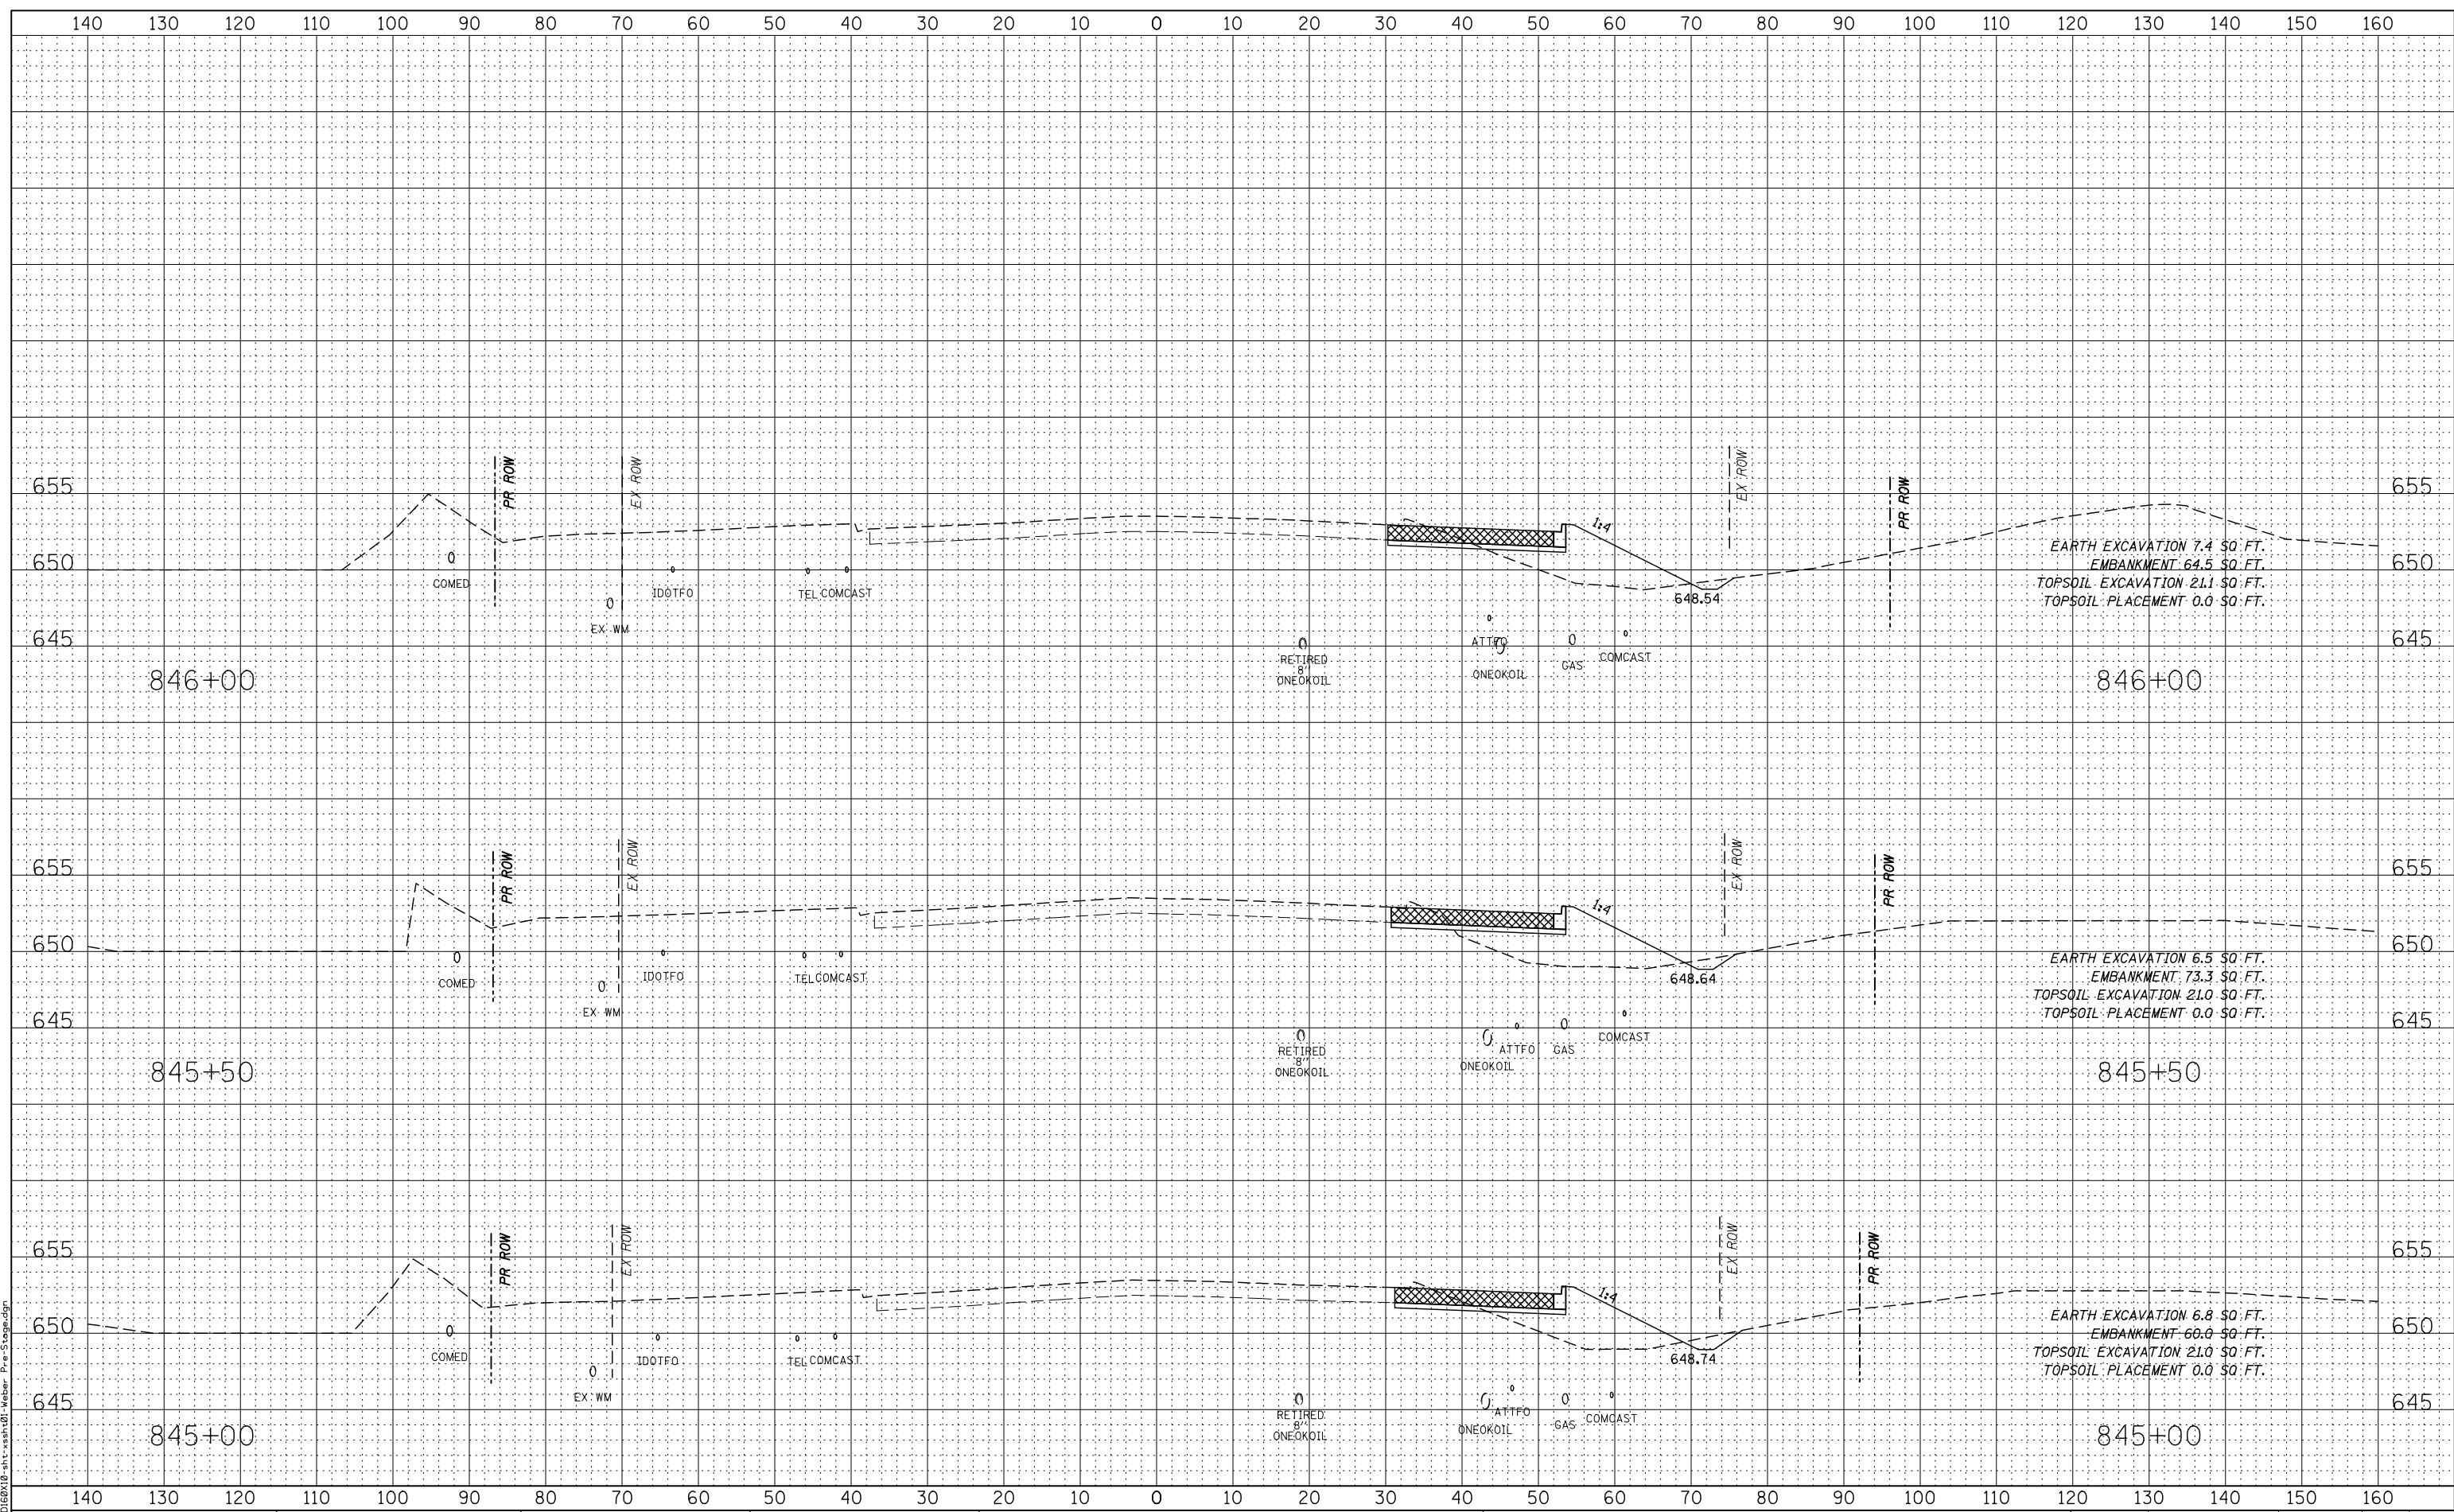 140 130 120 110 100 90 80 70 60 50 40 30 20 10 0 10 20 30 40 50 60 70 80 90 100 110 120 130 140 150 160
PR ROW
EX ROW
EX ROW
PR ROW
655 655
1:4
EARTH EXCAVATION 7.4 SQ FT.
650 650
COMED
EMBANKMENT 64.5 SQ FT.
IDOTFO
TEL COMCAST
TOPSOIL EXCAVATION 21.1 SQ FT.
648.54
TOPSOIL PLACEMENT 0.0 SQ FT.
EX WM
645 645
ATTFO
RETIRED
8"
ONEOKOIL
ONEOKOIL
GAS
COMCAST
846+00 846+00
PR ROW
EX ROW
EX ROW
PR ROW
655 655
1:4
650 650
EARTH EXCAVATION 6.5 SQ FT.
COMED
IDOTFO
TEL COMCAST
EMBANKMENT 73.3 SQ FT.
648.64
TOPSOIL EXCAVATION 21.0 SQ FT.
EX WM
TOPSOIL PLACEMENT 0.0 SQ FT.
645 645
RETIRED
8"
ONEOKOIL
ONEOKOIL
ATTFO
GAS
COMCAST
845+50 845+50
PR ROW
EX ROW
EX ROW
PR ROW
655 655
1:4
EARTH EXCAVATION 6.8 SQ FT.
650 650
EMBANKMENT 60.0 SQ FT.
COMED
IDOTFO
TEL COMCAST
648.74
TOPSOIL EXCAVATION 21.0 SQ FT.
TOPSOIL PLACEMENT 0.0 SQ FT.
EX WM
645 645
RETIRED
8"
ONEOKOIL
ONEOKOIL
ATTFO
GAS
COMCAST
845+00 845+00
D160X10-sht-xssht01-Weber Pre-Stage.dgn
140 130 120 110 100 90 80 70 60 50 40 30 20 10 0 10 20 30 40 50 60 70 80 90 100 110 120 130 140 150 160